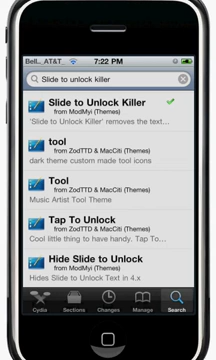 Bell.. AT&T 7:22 PM
Slide to unlock killer
Slide to Unlock Killer
from ModMyi (Themes)
'Slide to Unlock Killer' removes the text…
tool
from ZodTTD & MacCiti (Themes)
dark theme custom made tool icons
Tool
from ZodTTD & MacCiti (Themes)
Music Artist Tool Theme
Tap To Unlock
from ZodTTD & MacCiti (Themes)
Cool little thing to have handy. Tap To…
Hide Slide to Unlock
from ModMyi (Themes)
Hides Slide to Unlock Text in 4.x
Cydia Sections Changes Manage Search